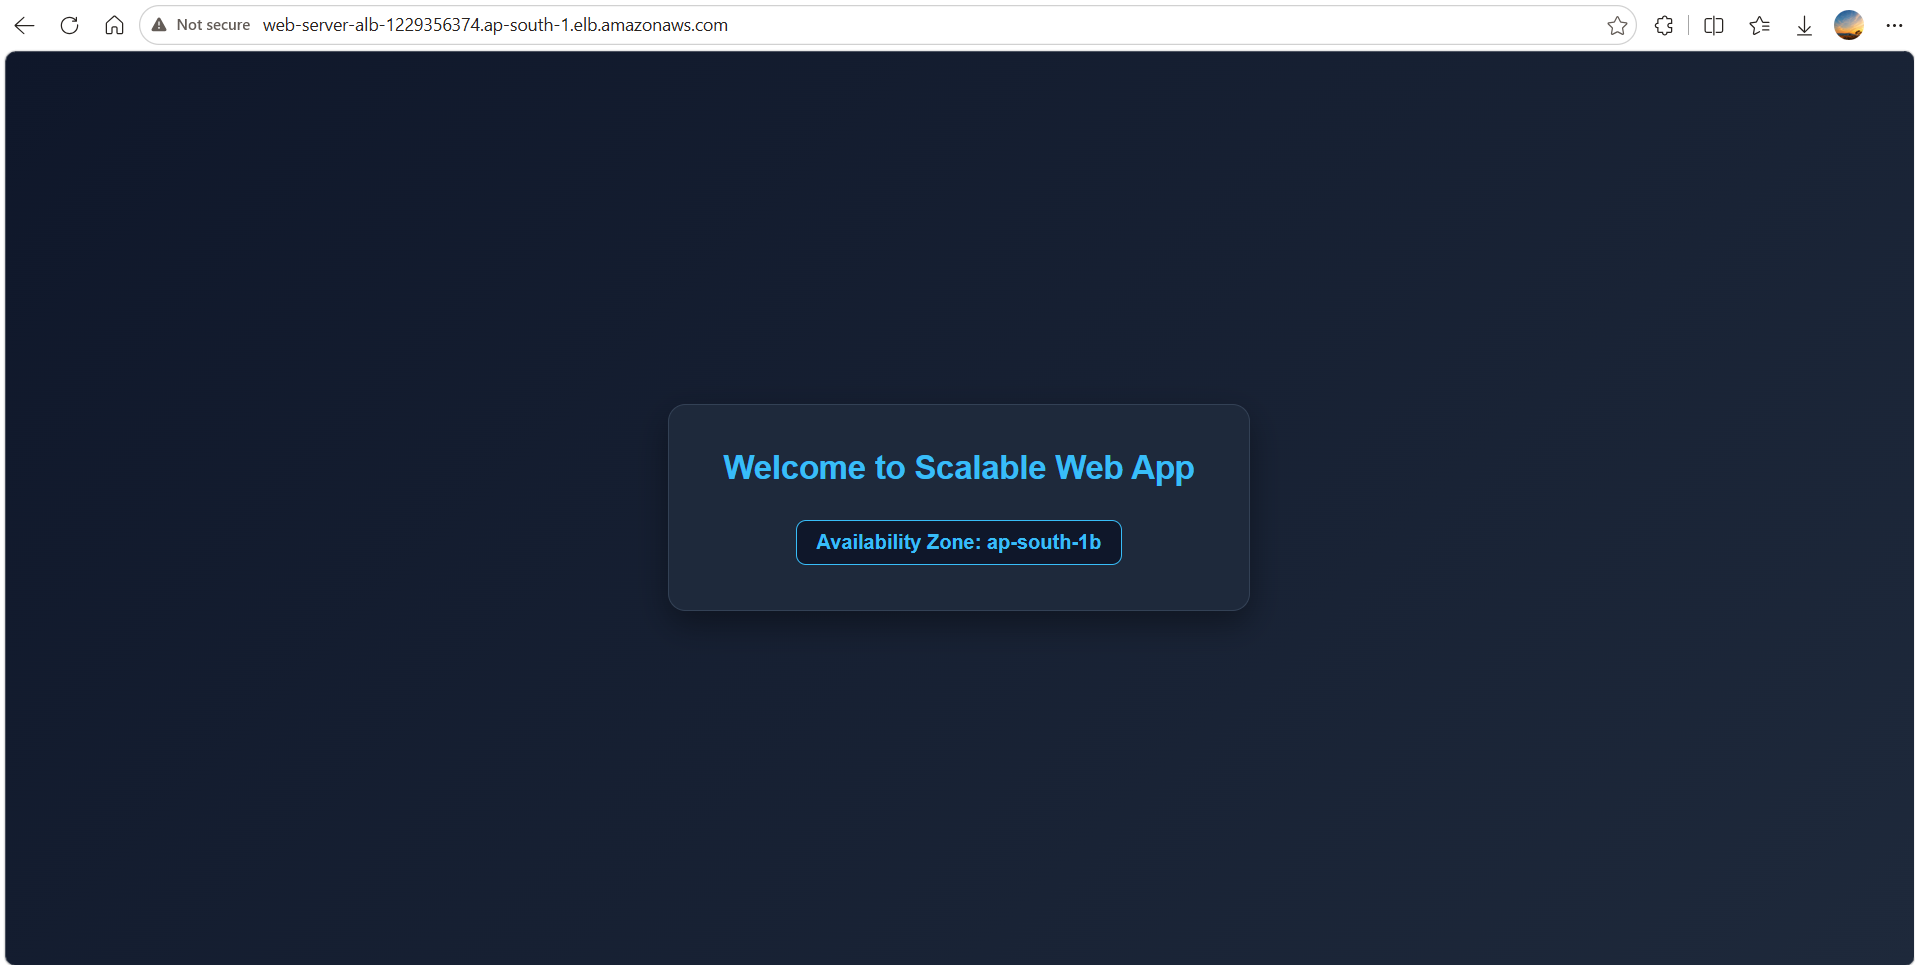 Not secure web-server-alb-1229356374.ap-south-1.elb.amazonaws.com
Welcome to Scalable Web App
Availability Zone: ap-south-1b